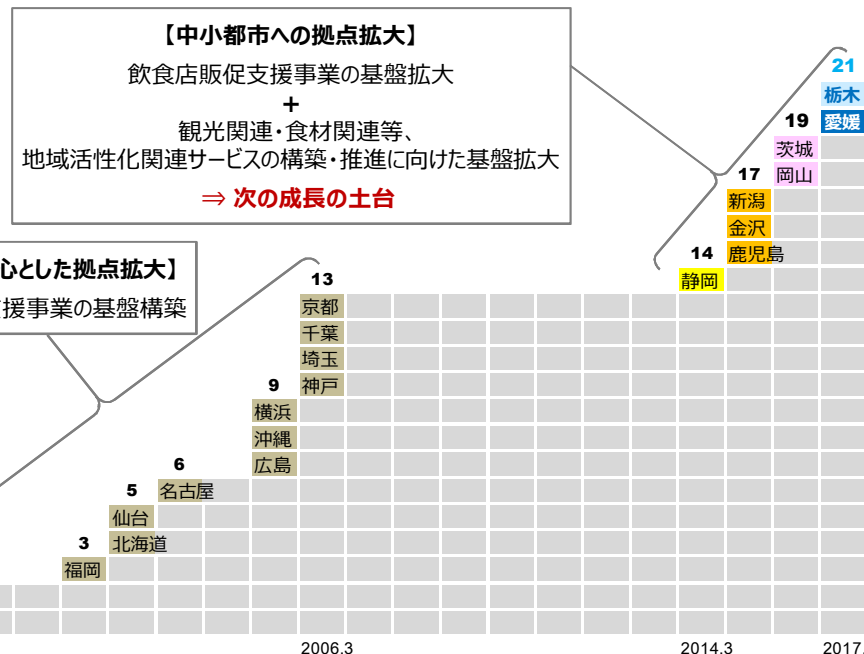 【中小都市への拠点拡大】
飲食店販促支援事業の基盤拡大
+
観光関連・食材関連等、
地域活性化関連サービスの構築・推進に向けた基盤拡大
⇒ 次の成長の土台
心とした拠点拡大】
援事業の基盤構築
21
栃木
19 愛媛
茨城
17 岡山
新潟
金沢
14 鹿児島
13 静岡
京都
千葉
埼玉
9 神戸
横浜
沖縄
6 広島
5 名古屋
仙台
3 北海道
福岡
2006.3 2014.3 2017.